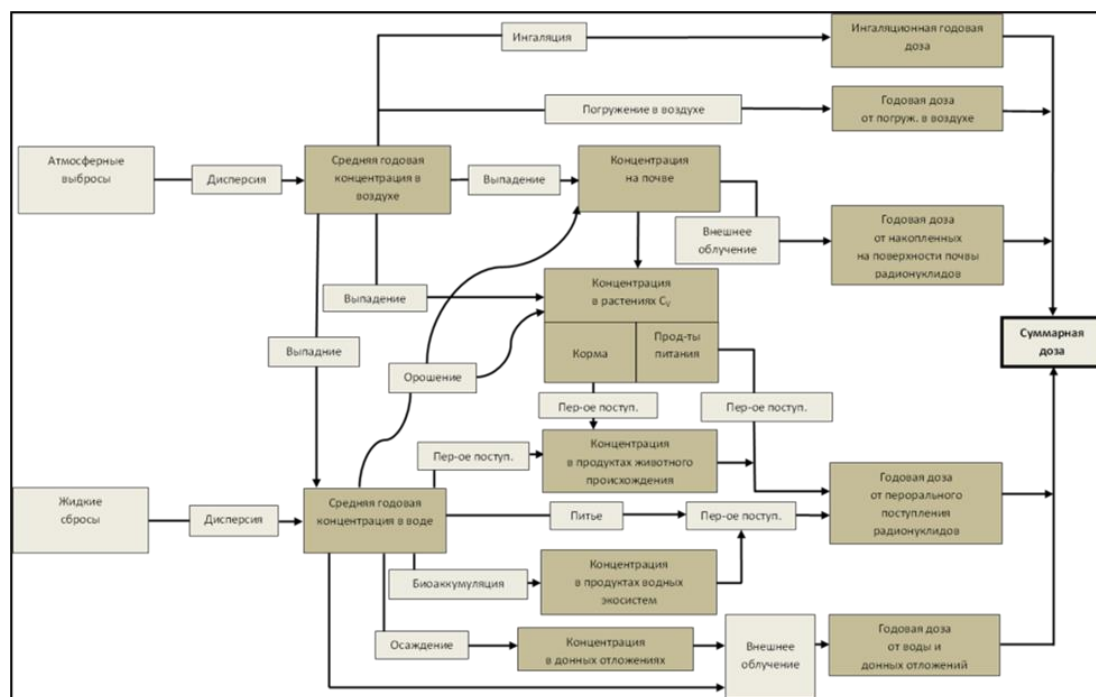 Ингаляция
Ингаляционная годовая
доза
Погружение в воздухе
Годовая доза
от погруж. в воздухе
Атмосферные
выбросы
Дисперсия
Средняя годовая
концентрация в
воздухе
Выпадение
Концентрация
на почве
Внешнее
облучение
Годовая доза
от накопленных
на поверхности почвы
радионуклидов
Выпадение
Концентрация
в растениях Cᵥ
Корма
Прод-ты
питания
Суммарная
доза
Выпадние
Орошение
Пер-ое поступ.
Пер-ое поступ.
Пер-ое поступ.
Концентрация
в продуктах животного
происхождения
Годовая доза
от перорального
поступления
радионуклидов
Жидкие
сбросы
Дисперсия
Средняя годовая
концентрация в воде
Питье
Пер-ое поступ.
Биоаккумуляция
Концентрация
в продуктах водных
экосистем
Осаждение
Концентрация
в донных отложениях
Внешнее
облучение
Годовая доза
от воды и
донных отложений